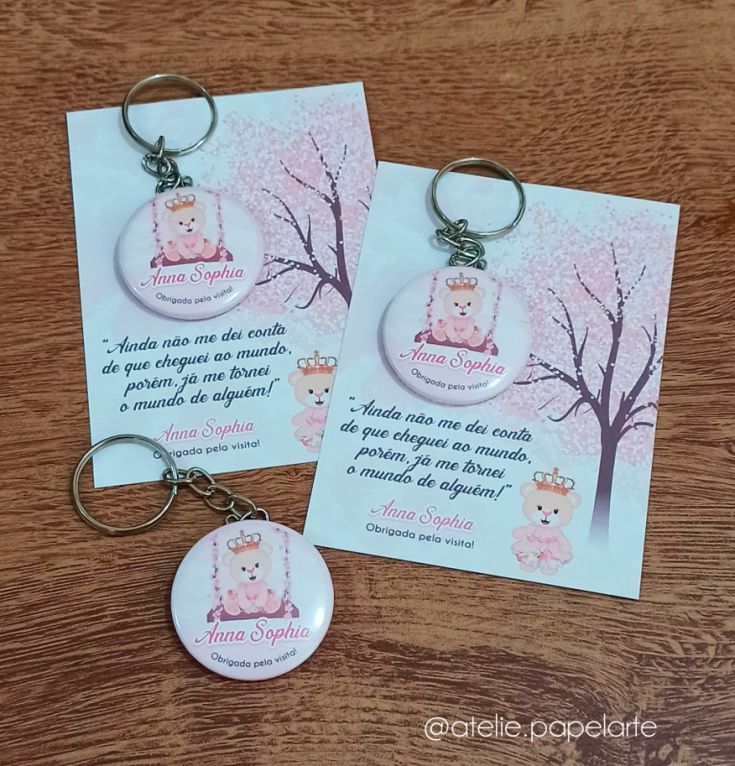 Anna Sophia
Obrigada pela visita!
"Ainda não me dei conta
de que cheguei ao mundo,
porém, já me tornei
o mundo de alguém!"
Anna Sophia
Obrigada pela visita!
Anna Sophia
Obrigada pela visita!
"Ainda não me dei conta
de que cheguei ao mundo,
porém, já me tornei
o mundo de alguém!"
Anna Sophia
Obrigada pela visita!
Anna Sophia
Obrigada pela visita!
@atelie.papelarte